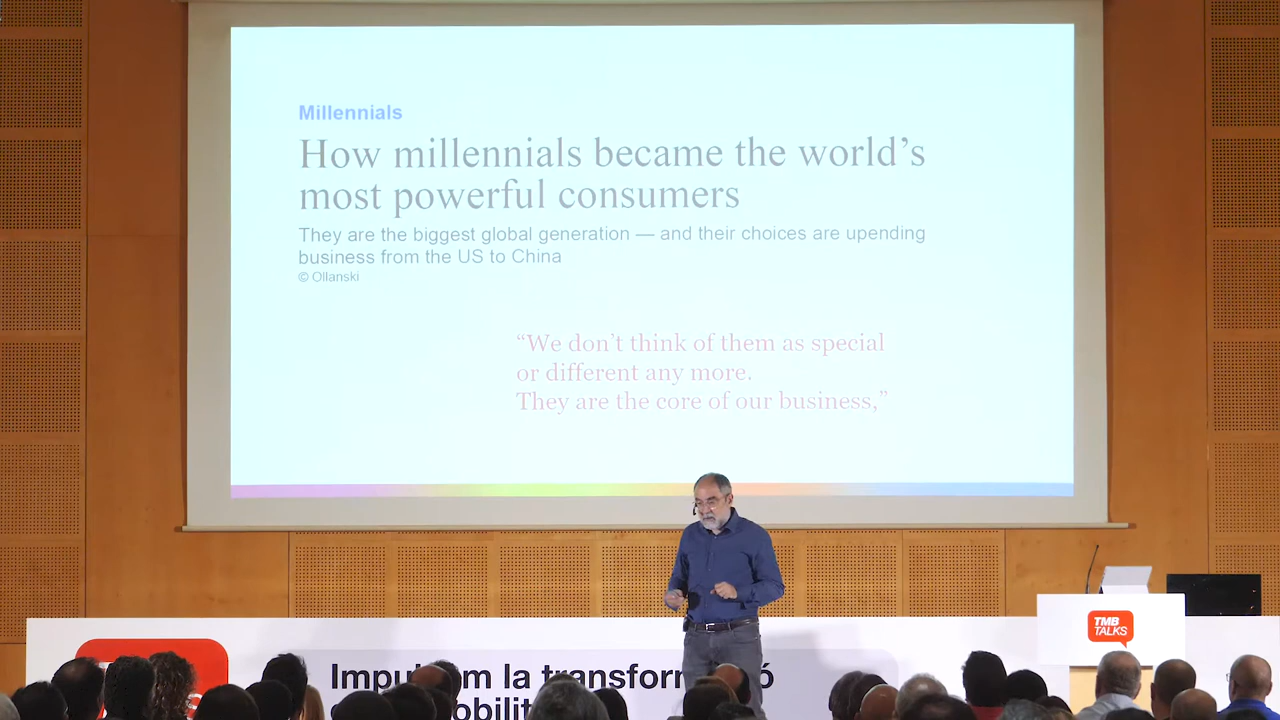 Millennials
How millennials became the world’s
most powerful consumers
They are the biggest global generation — and their choices are upending
business from the US to China
© Ollanski
“We don’t think of them as special
or different any more.
They are the core of our business,”
TMB
TALKS
la